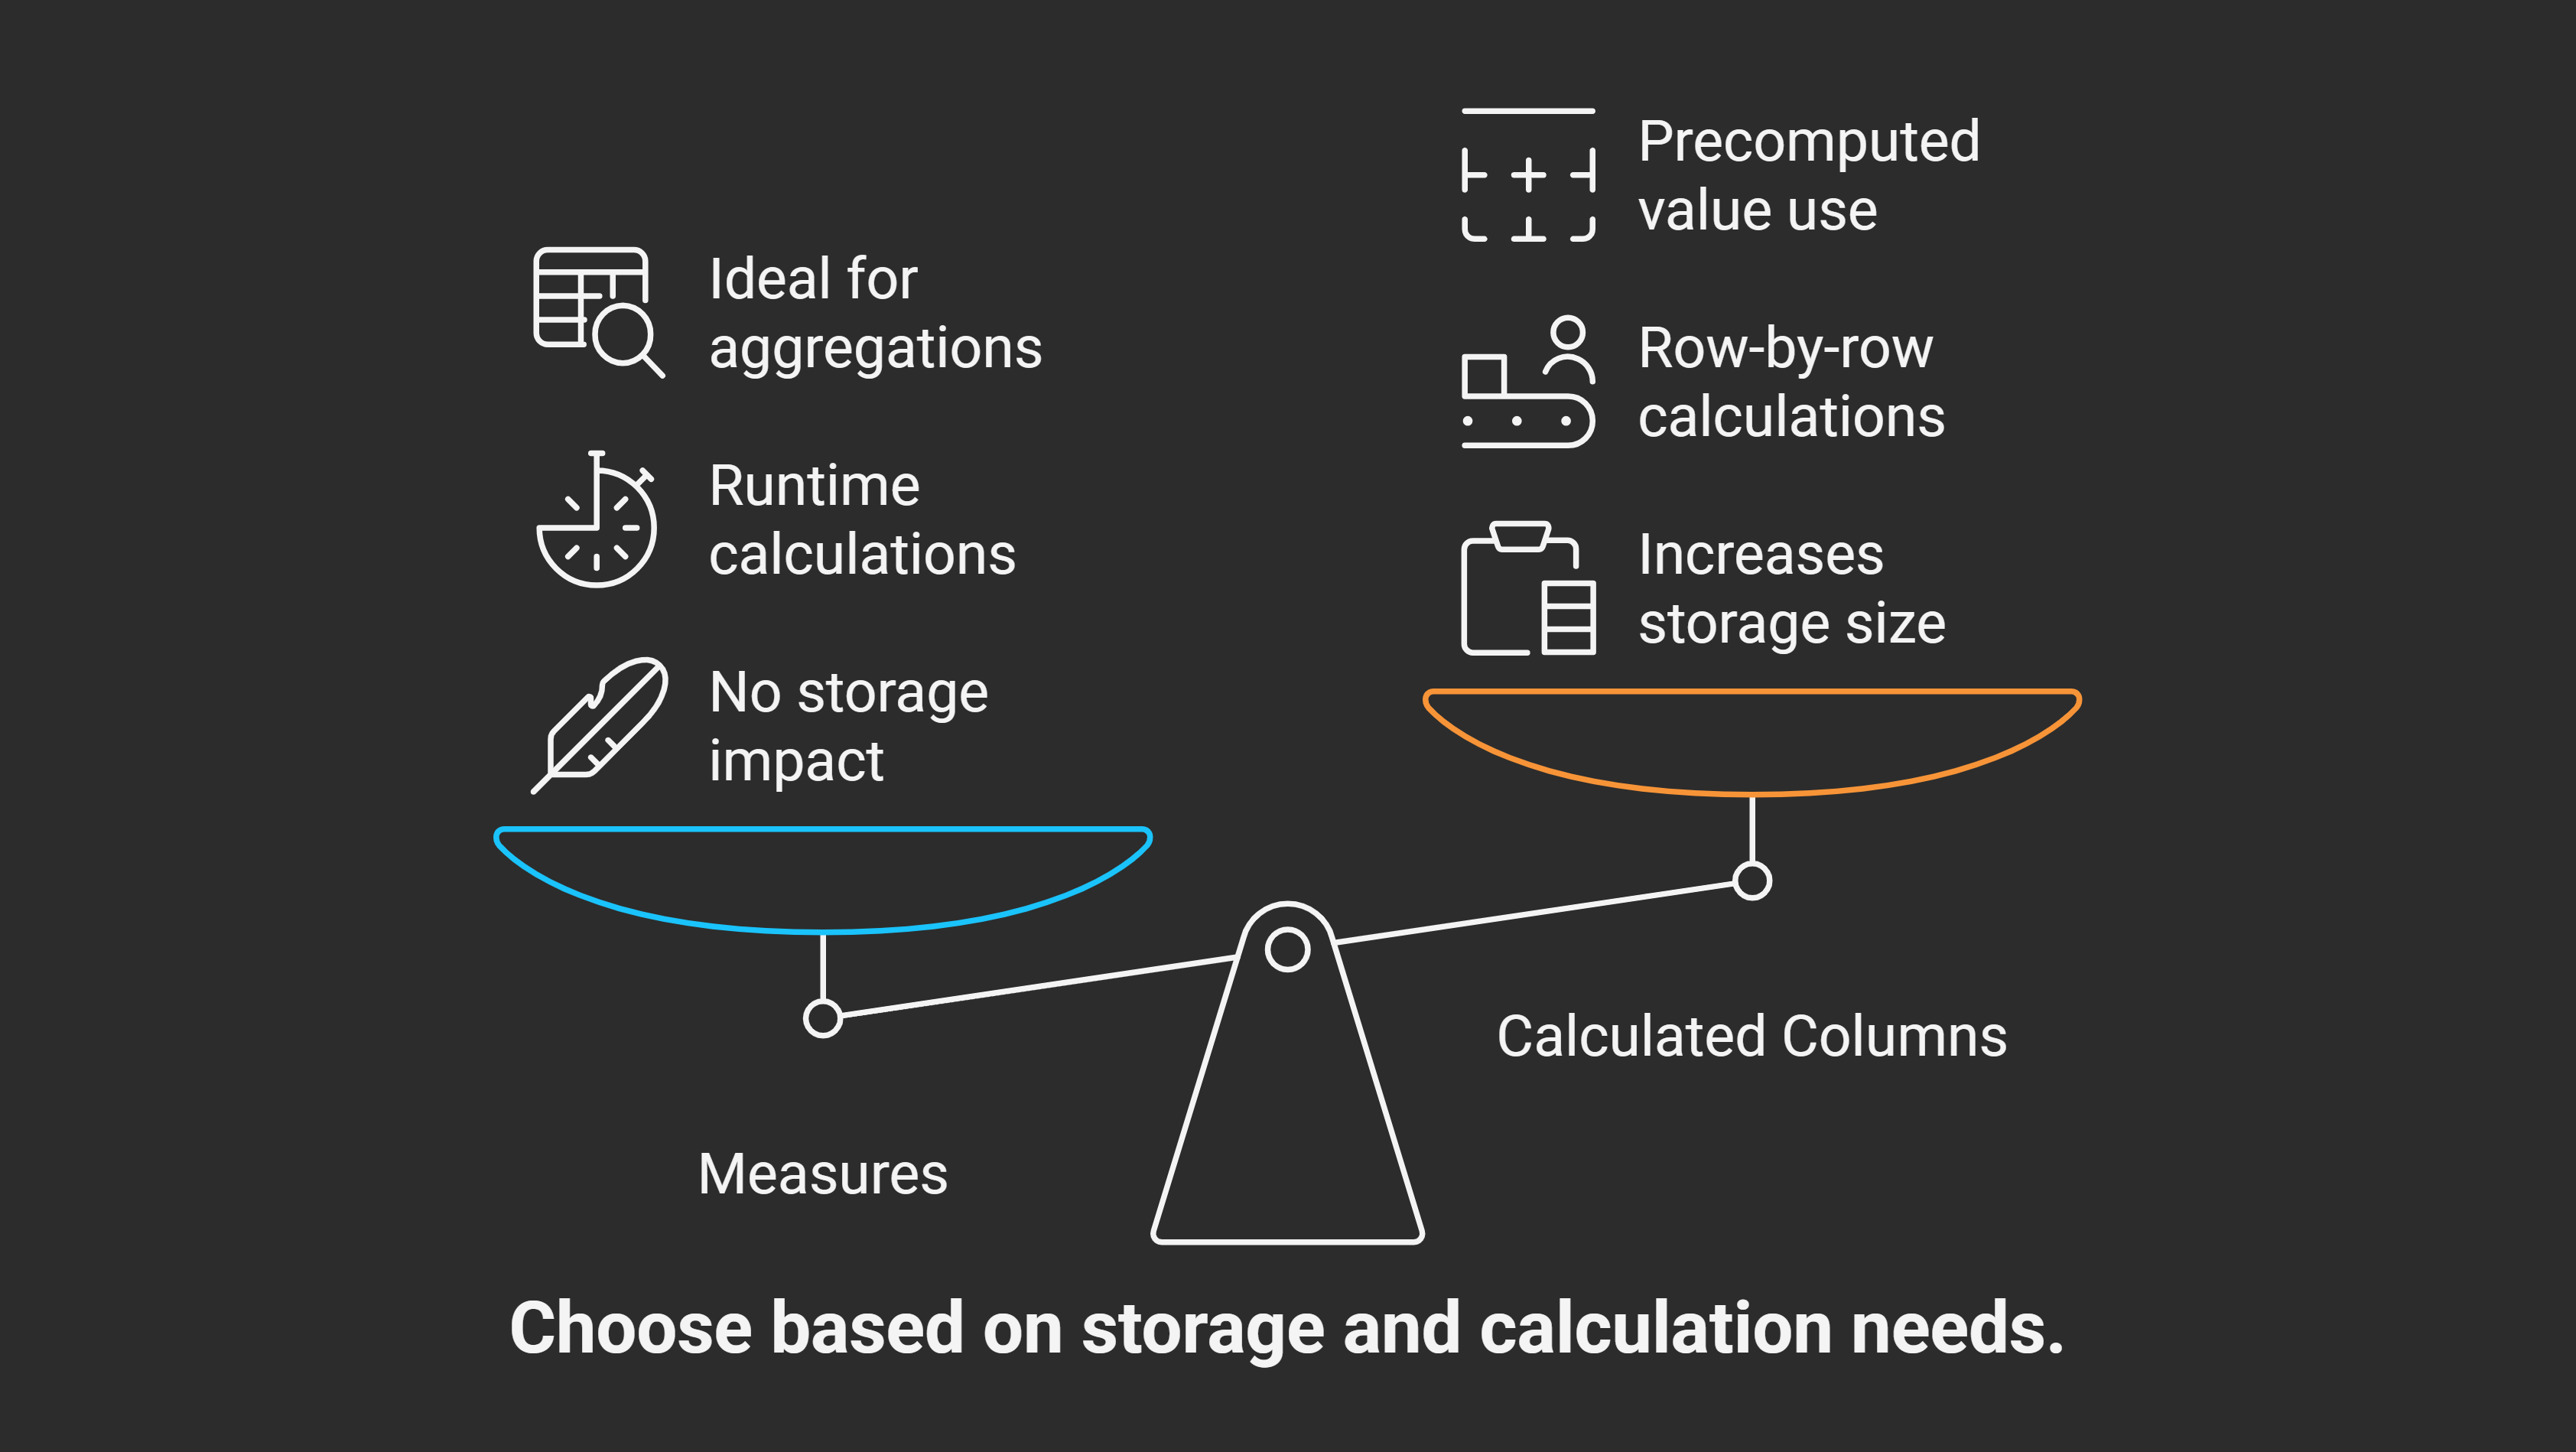 Ideal for
aggregations
Runtime
calculations
No storage
impact
Measures
Precomputed
value use
Row-by-row
calculations
Increases
storage size
Calculated Columns
Choose based on storage and calculation needs.